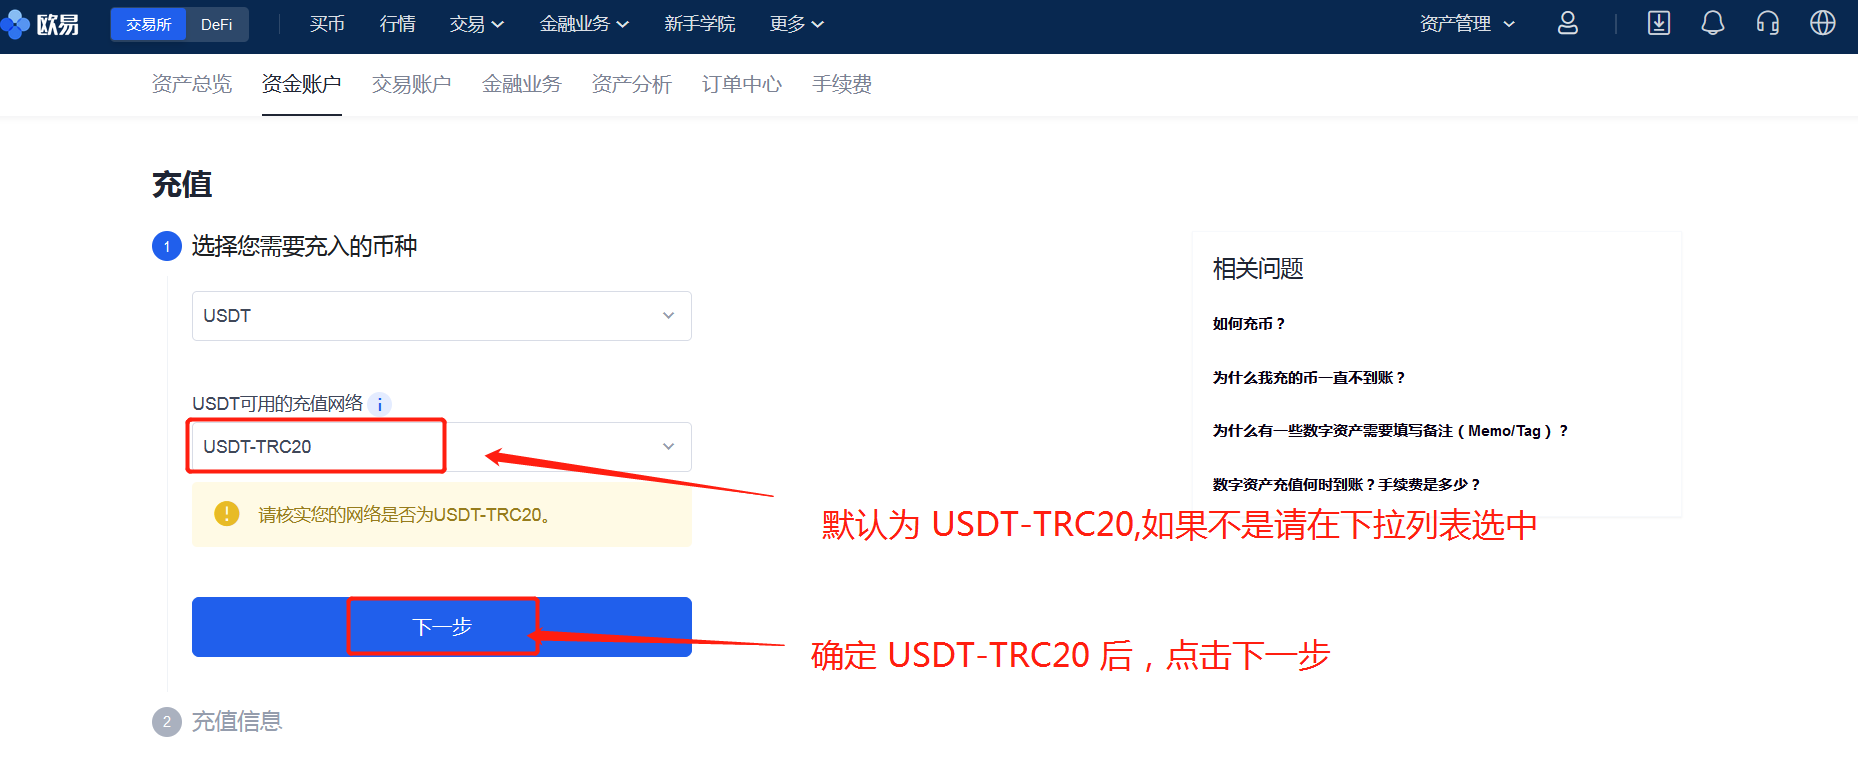 欧易 交易所 DeFi 买币 行情 交易 金融业务 新手学院 更多 资产管理
资产总览 资金账户 交易账户 金融业务 资产分析 订单中心 手续费
充值
1 选择您需要充入的币种
USDT
USDT可用的充值网络 i
USDT-TRC20
! 请核实您的网络是否为USDT-TRC20。
下一步
2 充值信息
相关问题
如何充币？
为什么我充的币一直不到账？
为什么有一些数字资产需要填写备注（Memo/Tag）？
数字资产充值何时到账？手续费是多少？
默认为 USDT-TRC20,如果不是请在下拉列表选中
确定 USDT-TRC20 后，点击下一步